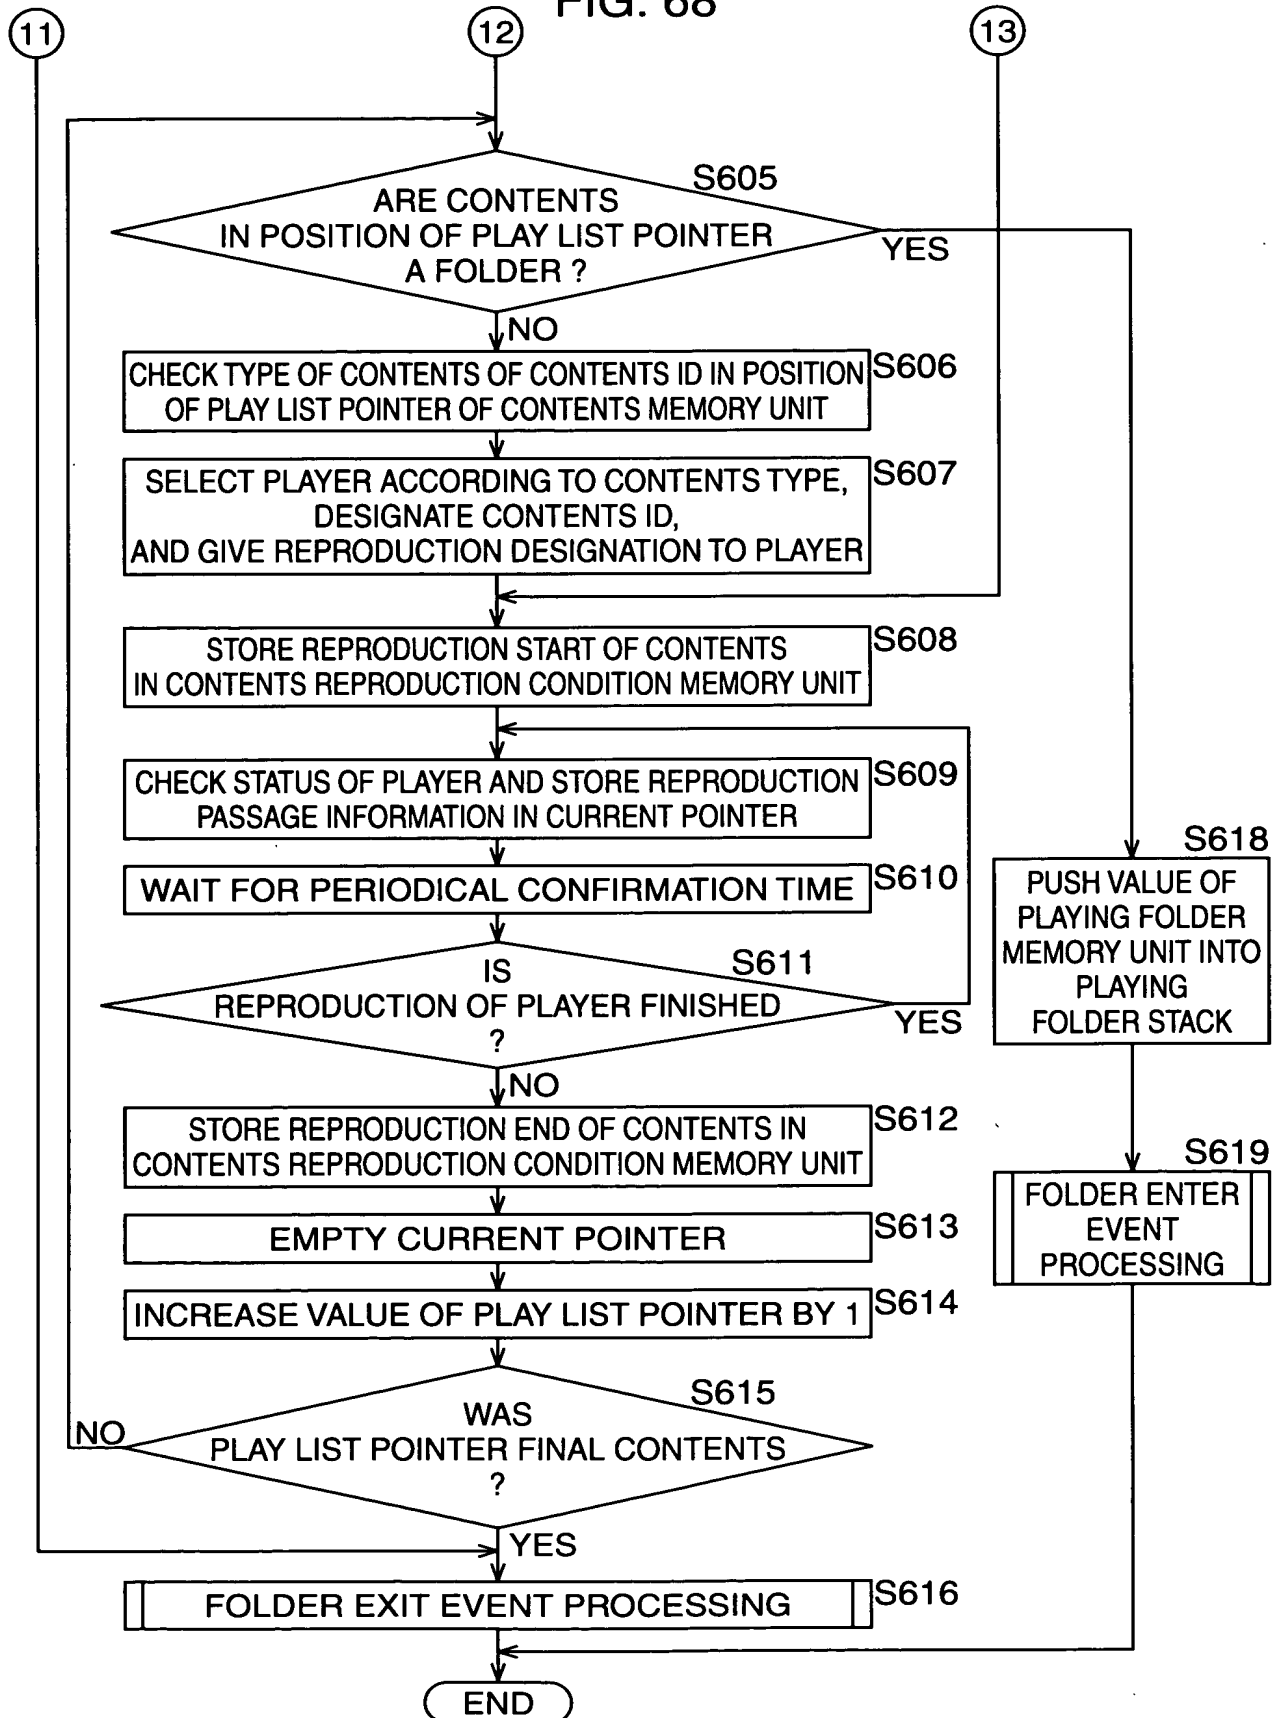 FIG. 68
11
12
13
S605
ARE CONTENTS
IN POSITION OF PLAY LIST POINTER
A FOLDER ?
YES
NO
CHECK TYPE OF CONTENTS OF CONTENTS ID IN POSITION
OF PLAY LIST POINTER OF CONTENTS MEMORY UNIT
S606
SELECT PLAYER ACCORDING TO CONTENTS TYPE,
DESIGNATE CONTENTS ID,
AND GIVE REPRODUCTION DESIGNATION TO PLAYER
S607
STORE REPRODUCTION START OF CONTENTS
IN CONTENTS REPRODUCTION CONDITION MEMORY UNIT
S608
CHECK STATUS OF PLAYER AND STORE REPRODUCTION
PASSAGE INFORMATION IN CURRENT POINTER
S609
WAIT FOR PERIODICAL CONFIRMATION TIME
S610
S611
IS
REPRODUCTION OF PLAYER FINISHED
?
YES
NO
STORE REPRODUCTION END OF CONTENTS IN
CONTENTS REPRODUCTION CONDITION MEMORY UNIT
S612
EMPTY CURRENT POINTER
S613
INCREASE VALUE OF PLAY LIST POINTER BY 1
S614
S615
WAS
PLAY LIST POINTER FINAL CONTENTS
?
NO
YES
FOLDER EXIT EVENT PROCESSING
S616
S618
PUSH VALUE OF
PLAYING FOLDER
MEMORY UNIT INTO
PLAYING
FOLDER STACK
S619
FOLDER ENTER
EVENT
PROCESSING
END